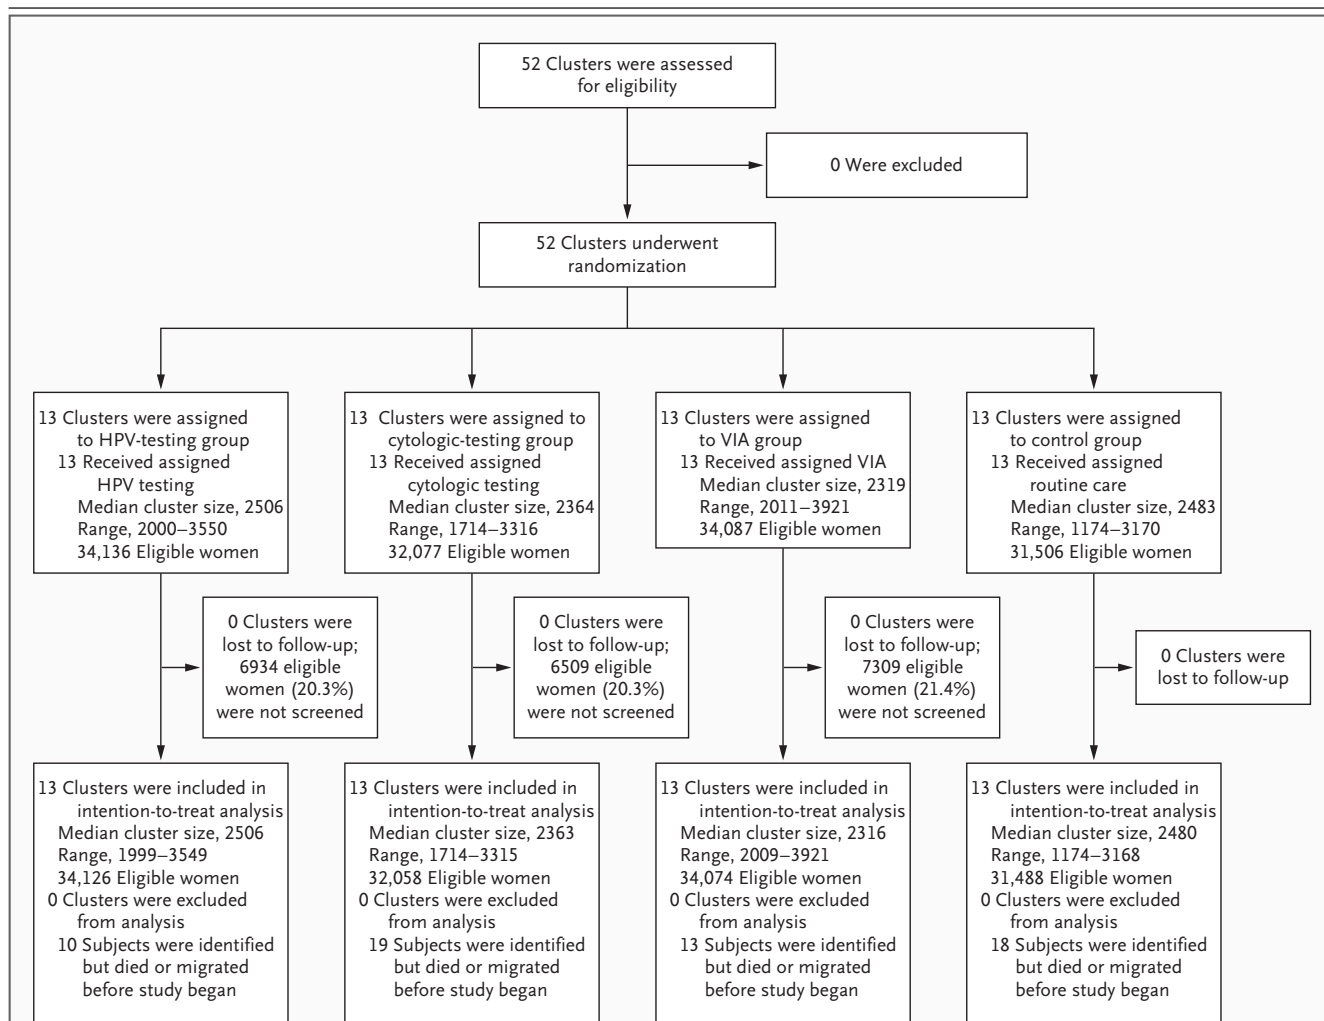 52 Clusters were assessed
for eligibility
0 Were excluded
52 Clusters underwent
randomization
13 Clusters were assigned
to HPV-testing group
13 Received assigned
HPV testing
Median cluster size, 2506
Range, 2000–3550
34,136 Eligible women
13 Clusters were assigned to
cytologic-testing group
13 Received assigned
cytologic testing
Median cluster size, 2364
Range, 1714–3316
32,077 Eligible women
13 Clusters were assigned
to VIA group
13 Received assigned VIA
Median cluster size, 2319
Range, 2011–3921
34,087 Eligible women
13 Clusters were assigned
to control group
13 Received assigned
routine care
Median cluster size, 2483
Range, 1174–3170
31,506 Eligible women
0 Clusters were
lost to follow-up;
6934 eligible
women (20.3%)
were not screened
0 Clusters were
lost to follow-up;
6509 eligible
women (20.3%)
were not screened
0 Clusters were
lost to follow-up;
7309 eligible
women (21.4%)
were not screened
0 Clusters were
lost to follow-up
13 Clusters were included in
intention-to-treat analysis
Median cluster size, 2506
Range, 1999–3549
34,126 Eligible women
0 Clusters were excluded
from analysis
10 Subjects were identified
but died or migrated
before study began
13 Clusters were included in
intention-to-treat analysis
Median cluster size, 2363
Range, 1714–3315
32,058 Eligible women
0 Clusters were excluded
from analysis
19 Subjects were identified
but died or migrated
before study began
13 Clusters were included in
intention-to-treat analysis
Median cluster size, 2316
Range, 2009–3921
34,074 Eligible women
0 Clusters were excluded
from analysis
13 Subjects were identified
but died or migrated
before study began
13 Clusters were included in
intention-to-treat analysis
Median cluster size, 2480
Range, 1174–3168
31,488 Eligible women
0 Clusters were excluded
from analysis
18 Subjects were identified
but died or migrated
before study began